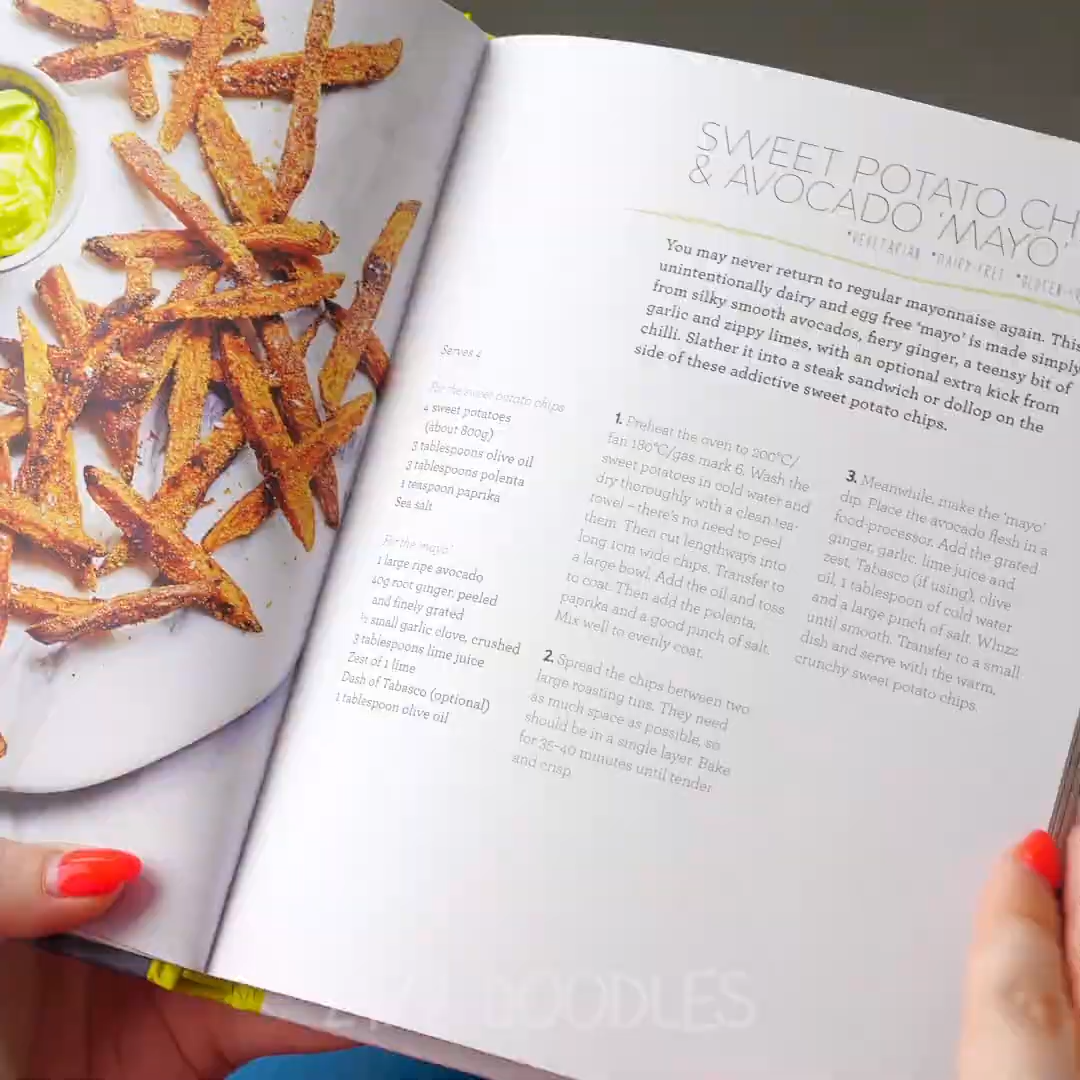 SWEET POTATO CH
& AVOCADO 'MAYO'
*VEGETARIAN *DAIRY-FREE *GLUTEN-
You may never return to regular mayonnaise again. This
unintentionally dairy and egg free 'mayo' is made simply
from silky smooth avocados, fiery ginger, a teensy bit of
garlic and zippy limes, with an optional extra kick from
chilli. Slather it into a steak sandwich or dollop on the
side of these addictive sweet potato chips.
Serves 4
For the sweet potato chips
4 sweet potatoes
(about 800g)
3 tablespoons olive oil
3 tablespoons polenta
1 teaspoon paprika
Sea salt
For the 'mayo'
1 large ripe avocado
40g root ginger, peeled
and finely grated
½ small garlic clove, crushed
3 tablespoons lime juice
Zest of 1 lime
Dash of Tabasco (optional)
1 tablespoon olive oil
1. Preheat the oven to 200°C/
fan 180°C/gas mark 6. Wash the
sweet potatoes in cold water and
dry thoroughly with a clean tea-
towel – there's no need to peel
them. Then cut lengthways into
long 1cm wide chips. Transfer to
a large bowl. Add the oil and toss
to coat. Then add the polenta,
paprika and a good pinch of salt.
Mix well to evenly coat.
2. Spread the chips between two
large roasting tins. They need
as much space as possible, so
should be in a single layer. Bake
for 35-40 minutes until tender
and crisp.
3. Meanwhile, make the 'mayo'
dip. Place the avocado flesh in a
food-processor. Add the grated
ginger, garlic, lime juice and
zest, Tabasco (if using), olive
oil, 1 tablespoon of cold water
and a large pinch of salt. Whizz
until smooth. Transfer to a small
dish and serve with the warm,
crunchy sweet potato chips.
DOODLES